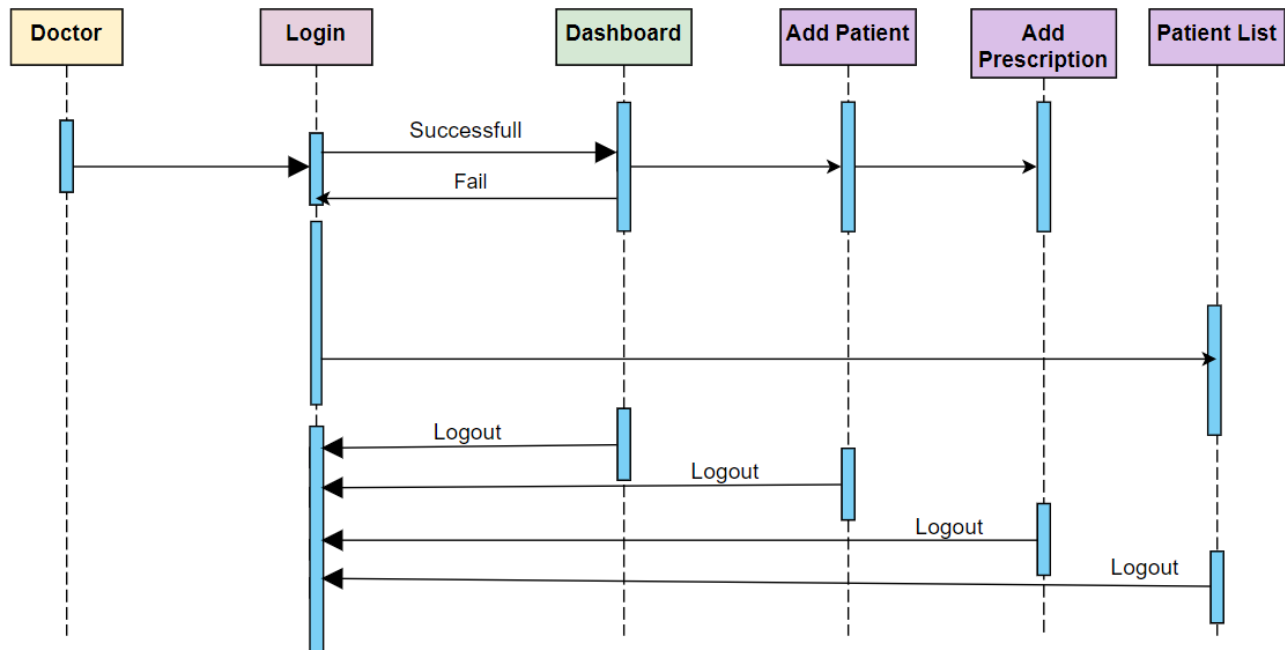 Doctor
Login
Dashboard
Add Patient
Add
Prescription
Patient List
Successfull
Fail
Logout
Logout
Logout
Logout